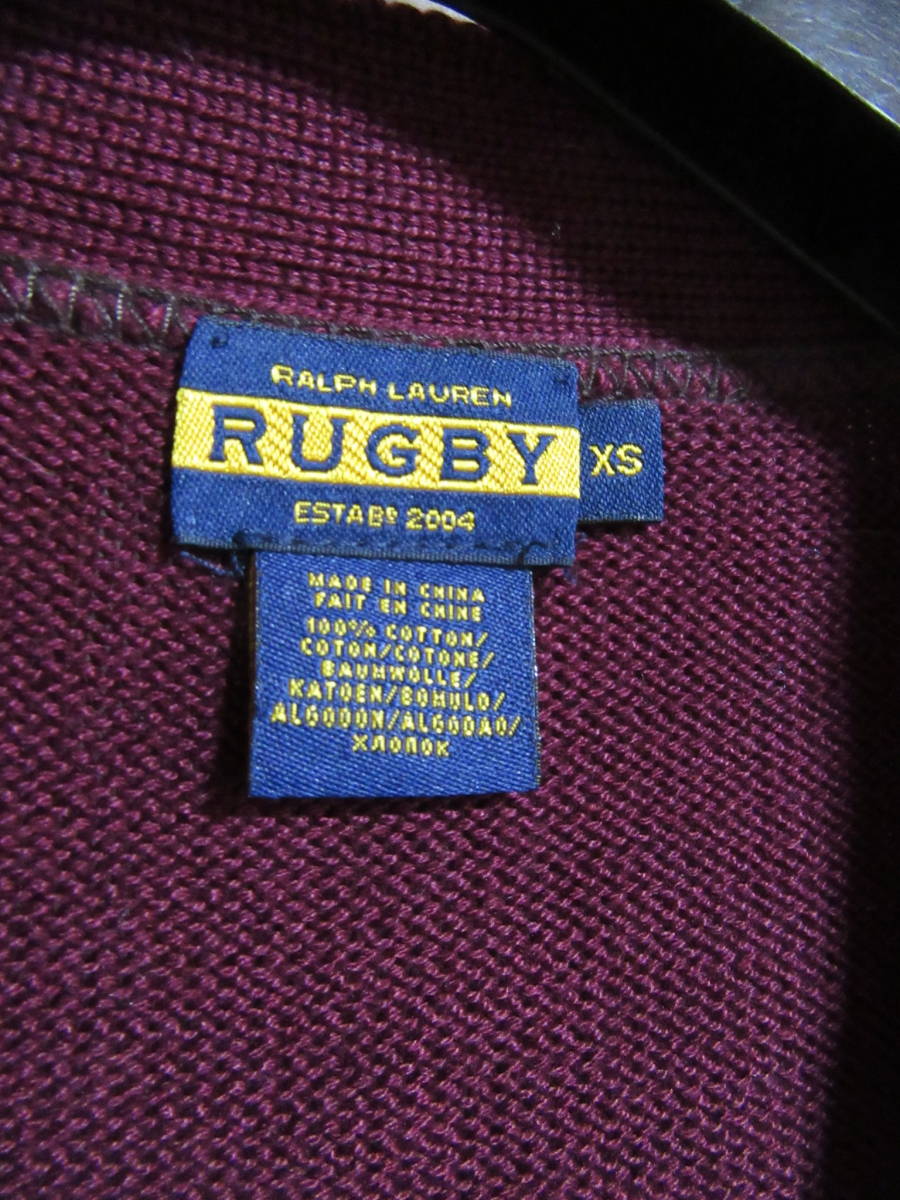 RALPH LAUREN
RUGBY
XS
ESTABD 2004
MADE IN CHINA
FAIT EN CHINE
100% COTTON/
COTON/COTONE/
BAUMWOLLE/
KATOEN/BOMULD/
ALGODON/ALGODAO/
ХЛОПОК